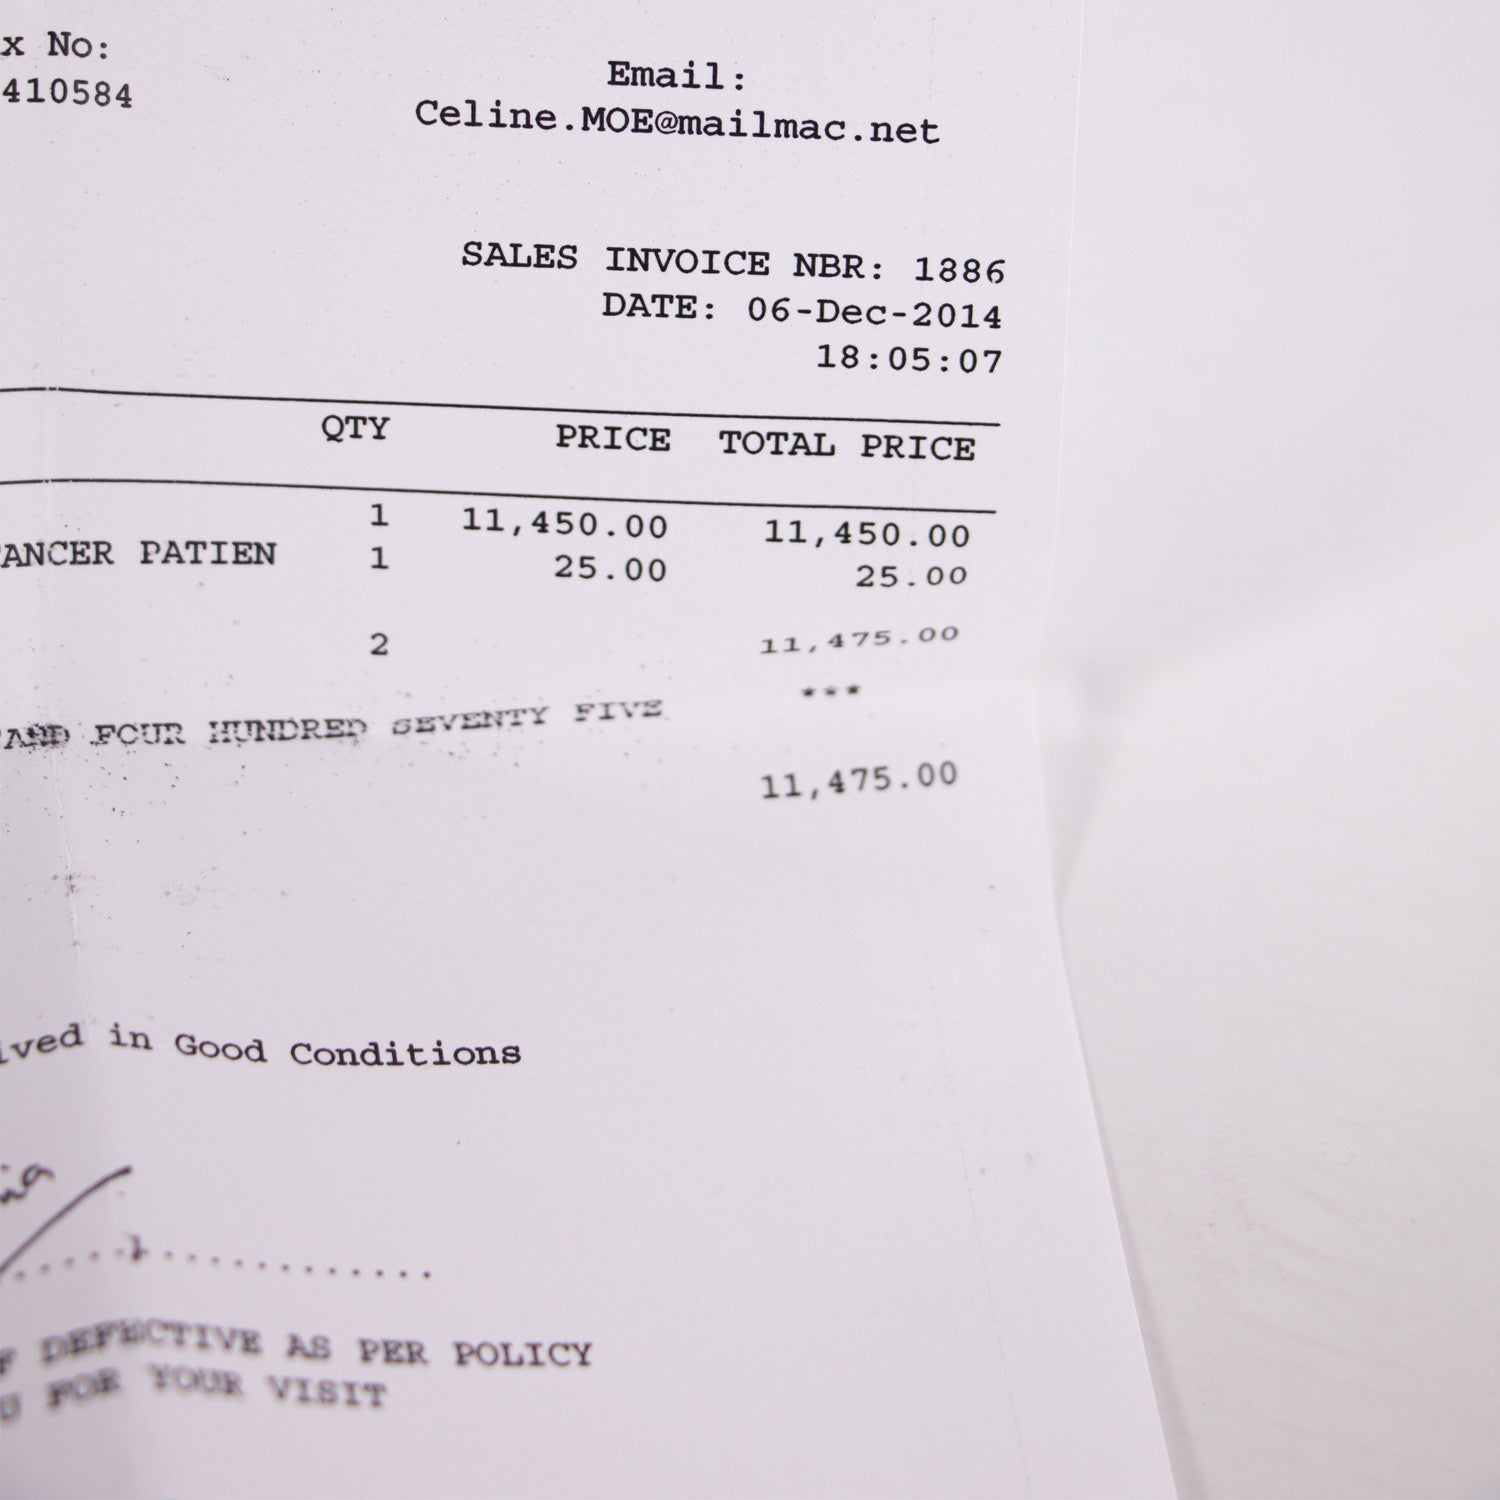 x No:
410584
Email:
Celine.MOE@mailmac.net
SALES INVOICE NBR: 1886
DATE: 06-Dec-2014
18:05:07
QTY PRICE TOTAL PRICE
1 11,450.00 11,450.00
ANCER PATIEN 1 25.00 25.00
2 11,475.00
***
AND FOUR HUNDRED SEVENTY FIVE
11,475.00
ived in Good Conditions
F DEFECTIVE AS PER POLICY
U FOR YOUR VISIT